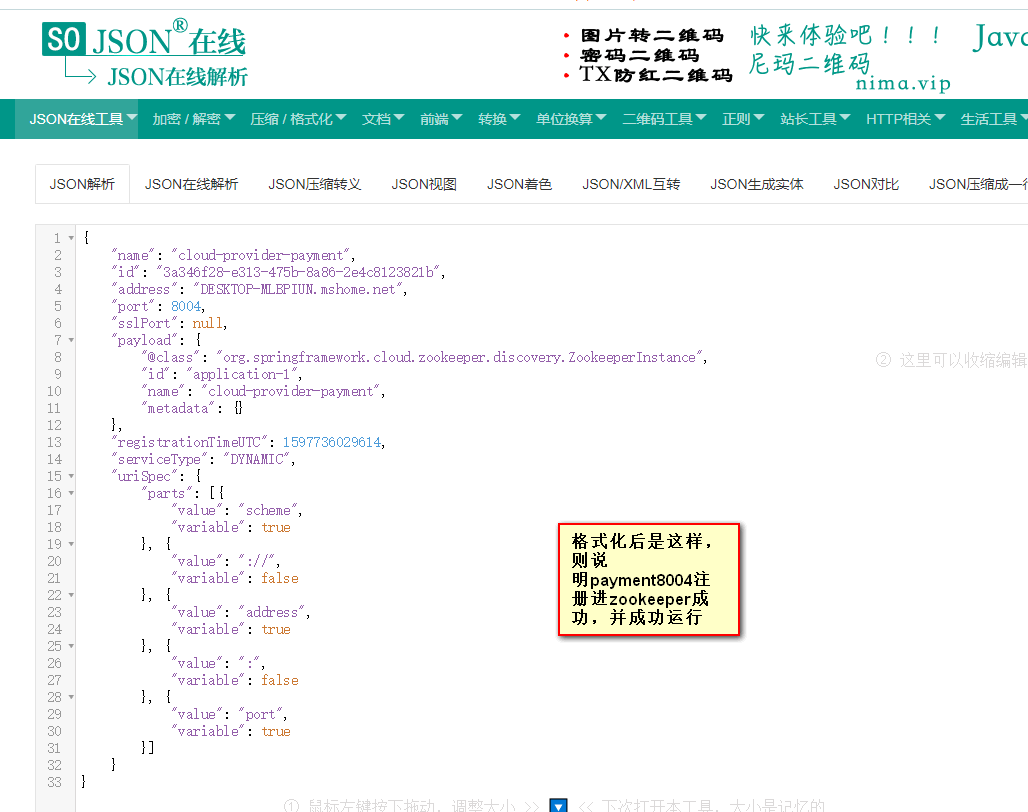 SO JSON®在线
JSON在线解析
• 图片转二维码
• 密码二维码
• TX防红二维码
快来体验吧！！！
尼玛二维码
nima.vip
Java
JSON在线工具 加密 / 解密 压缩 / 格式化 文档 前端 转换 单位换算 二维码工具 正则 站长工具 HTTP相关 生活工具
JSON解析 JSON在线解析 JSON压缩转义 JSON视图 JSON着色 JSON/XML互转 JSON生成实体 JSON对比 JSON压缩成一行
1 {
2 "name": "cloud-provider-payment",
3 "id": "3a346f28-e313-475b-8a86-2e4c8123821b",
4 "address": "DESKTOP-MLBPIUN.mshome.net",
5 "port": 8004,
6 "sslPort": null,
7 "payload": {
8 "@class": "org.springframework.cloud.zookeeper.discovery.ZookeeperInstance",
② 这里可以收缩编辑
9 "id": "application-1",
10 "name": "cloud-provider-payment",
11 "metadata": {}
12 },
13 "registrationTimeUTC": 1597736029614,
14 "serviceType": "DYNAMIC",
15 "uriSpec": {
16 "parts": [{
17 "value": "scheme",
18 "variable": true
19 }, {
20 "value": "://",
21 "variable": false
22 }, {
23 "value": "address",
24 "variable": true
25 }, {
26 "value": ":",
27 "variable": false
28 }, {
29 "value": "port",
30 "variable": true
31 }]
32 }
33 }
格式化后是这样，
则说
明payment8004注
册进zookeeper成
功，并成功运行
① 鼠标左键按下拖动，调整大小 >> << 下次打开本工具，大小是记忆的